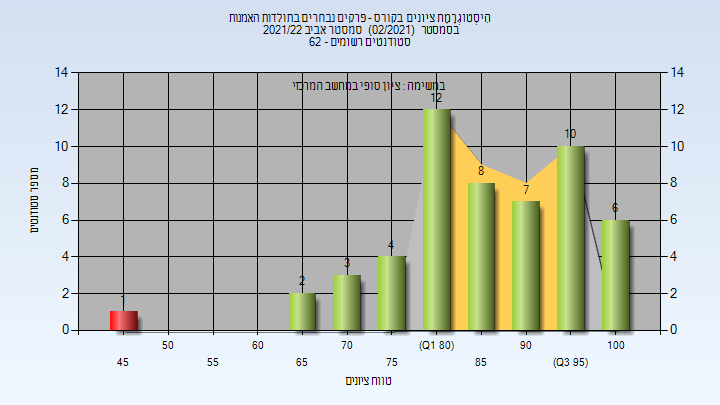 היסטוגרמת ציונים בקורס - פרקים נבחרים בתולדות האמנות
בסמסטר (02/2021) סמסטר אביב 2021/22
סטודנטים רשומים - 62
במשימה : ציון סופי במחשב המרכזי
מספר סטודנטים
14 14
12 12
10 10
8 8
6 6
4 4
2 2
0 0
1 2 3 4 12 8 7 10 6
50 60 70 (Q1 80) 90 100
45 55 65 75 85 (Q3 95)
טווח ציונים